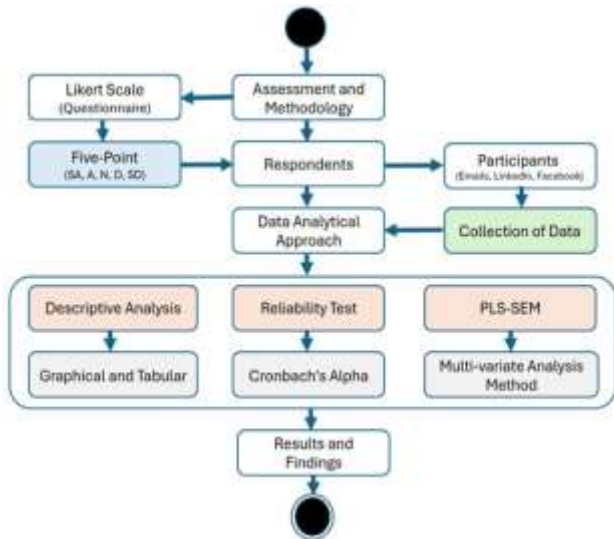 Likert Scale
(Questionnaire)
Assessment and
Methodology
Five-Point
(SA, A, N, D, SD)
Respondents
Participants
(Emails, LinkedIn, Facebook)
Data Analytical
Approach
Collection of Data
Descriptive Analysis
Reliability Test
PLS-SEM
Graphical and Tabular
Cronbach's Alpha
Multi-variate Analysis
Method
Results and
Findings